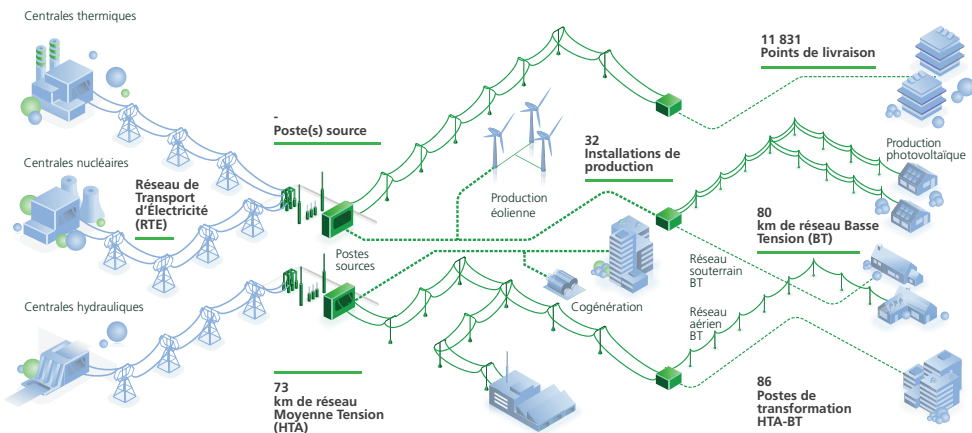 Centrales thermiques
11 831
Points de livraison
-
Poste(s) source
32
Installations de
production
Production
photovoltaïque
Centrales nucléaires
Réseau de
Transport
d'Électricité
(RTE)
Production
éolienne
80
km de réseau Basse
Tension (BT)
Postes
sources
Réseau
souterrain
BT
Centrales hydrauliques
Cogénération
Réseau
aérien
BT
73
km de réseau
Moyenne Tension
(HTA)
86
Postes de
transformation
HTA-BT